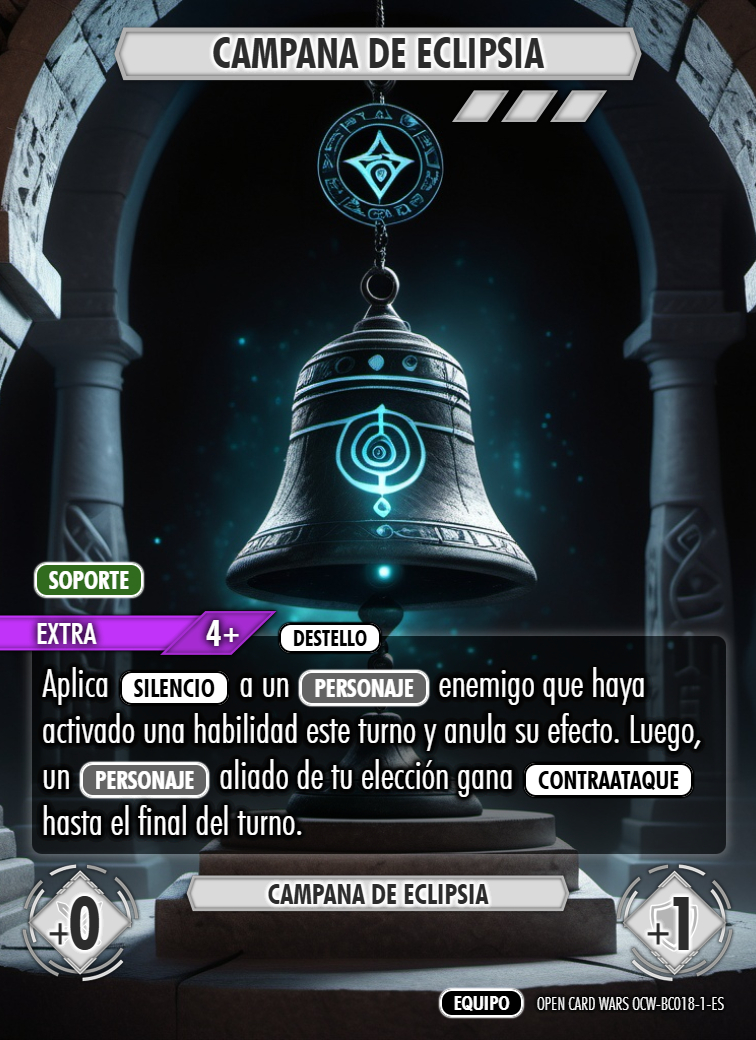 CAMPANA DE ECLIPSIA
SOPORTE
EXTRA 4+ DESTELLO
Aplica SILENCIO a un PERSONAJE enemigo que haya
activado una habilidad este turno y anula su efecto. Luego,
un PERSONAJE aliado de tu elección gana CONTRAATAQUE
hasta el final del turno.
+0 CAMPANA DE ECLIPSIA +1
EQUIPO OPEN CARD WARS OCW-BC018-1-ES